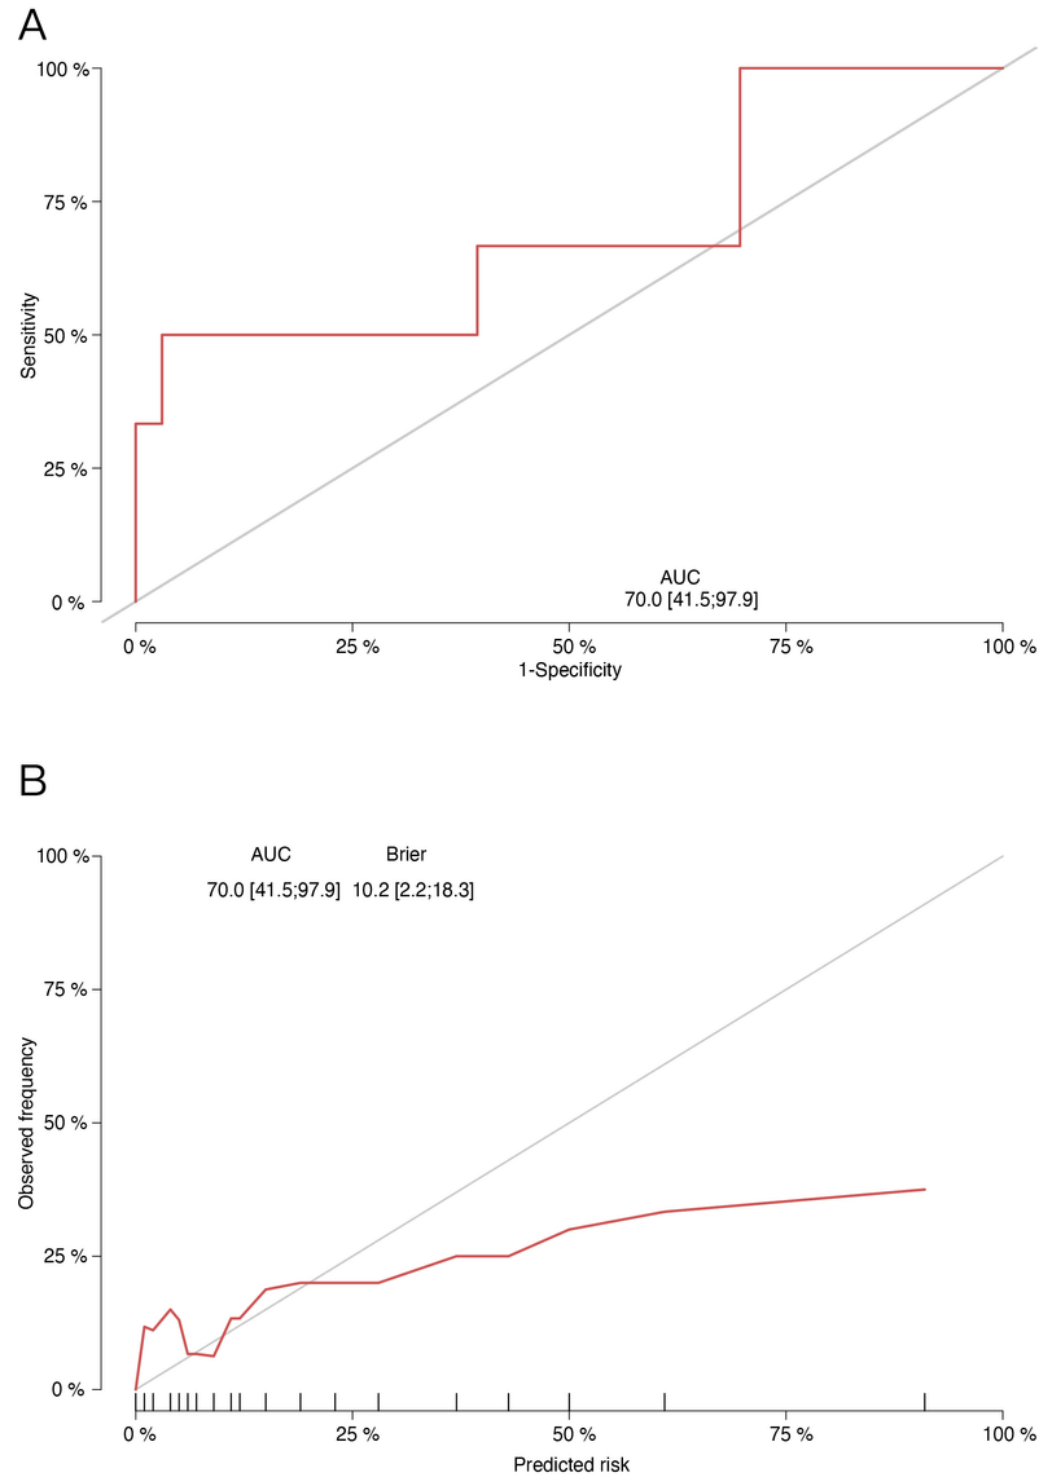 A
100 %
75 %
50 %
25 %
0 %
Sensitivity
AUC
70.0 [41.5;97.9]
0 % 25 % 50 % 75 % 100 %
1-Specificity
B
AUC Brier
70.0 [41.5;97.9] 10.2 [2.2;18.3]
100 %
75 %
50 %
25 %
0 %
Observed frequency
0 % 25 % 50 % 75 % 100 %
Predicted risk